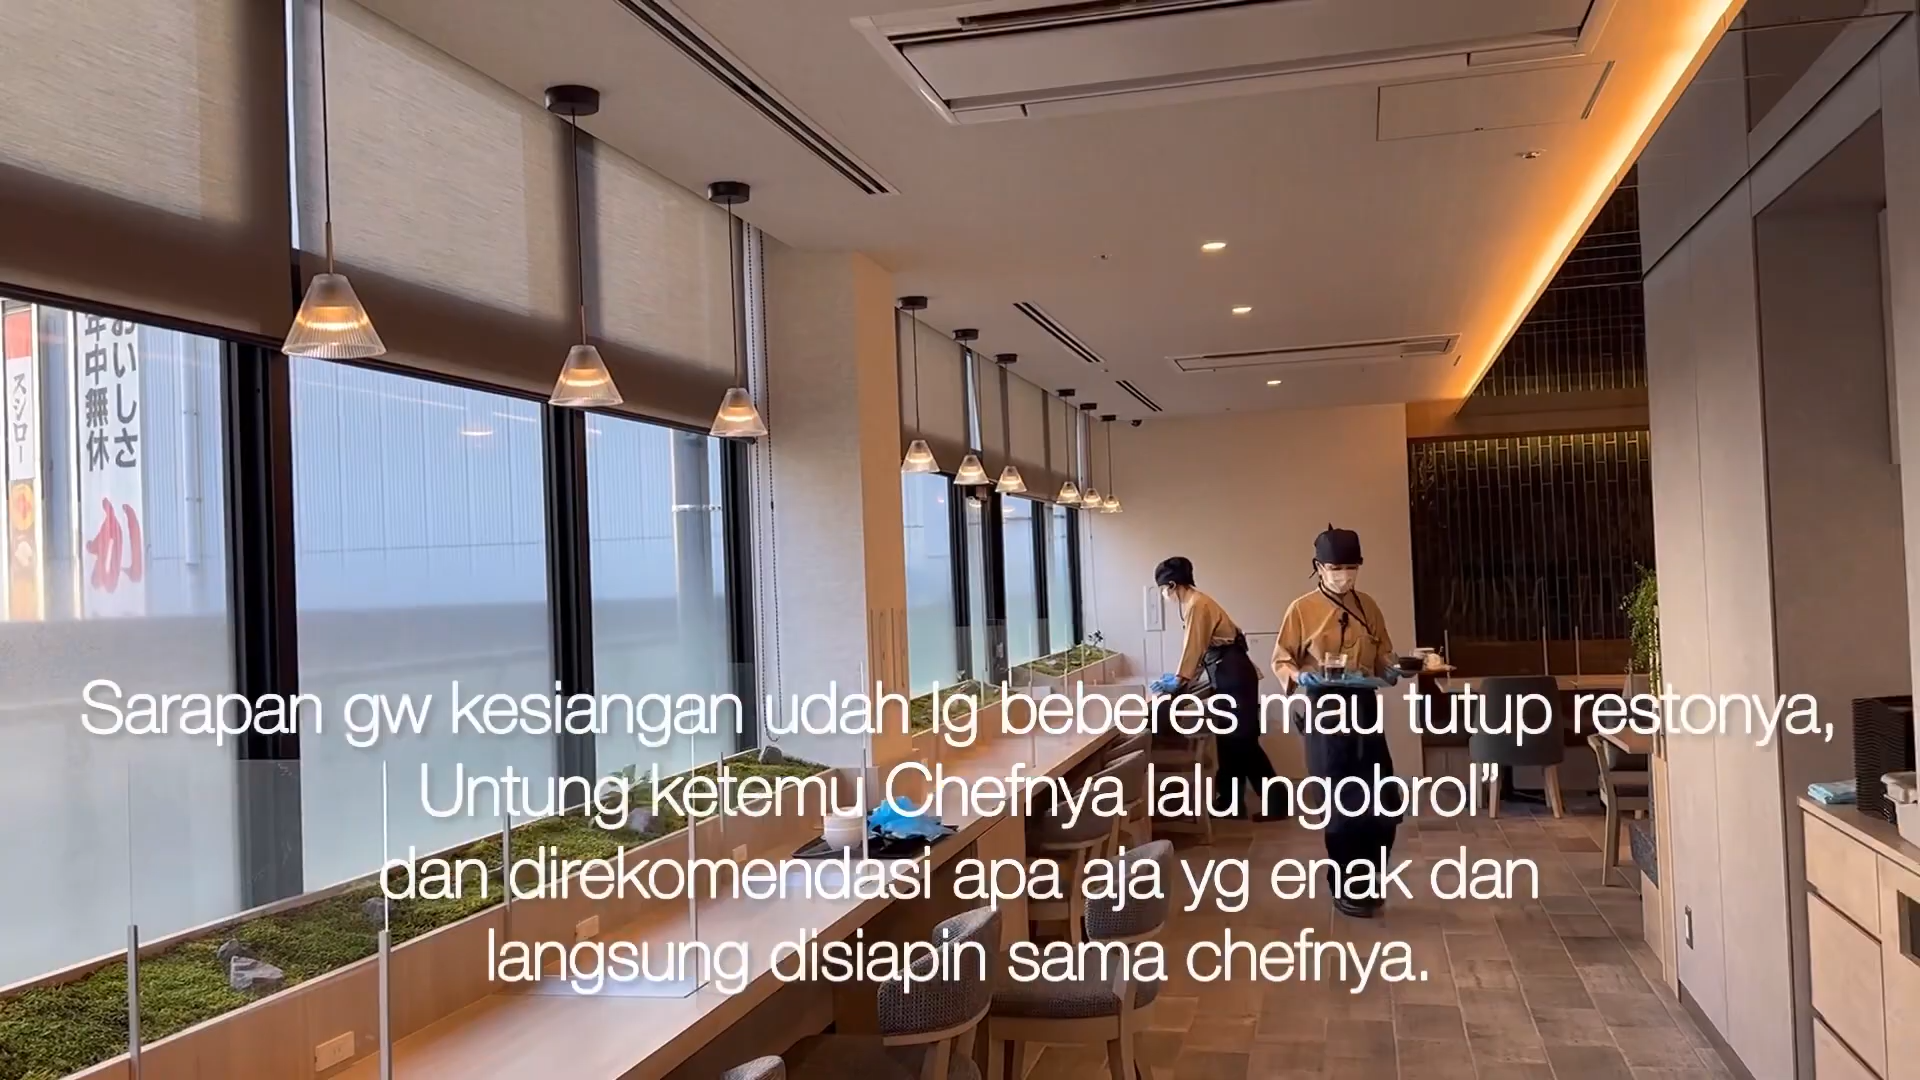 おいしさ
年中無休
か
スシロー
Sarapan gw kesiangan udah lg beberes mau tutup restonya,
Untung ketemu Chefnya lalu ngobrol”
dan direkomendasi apa aja yg enak dan
langsung disiapin sama chefnya.